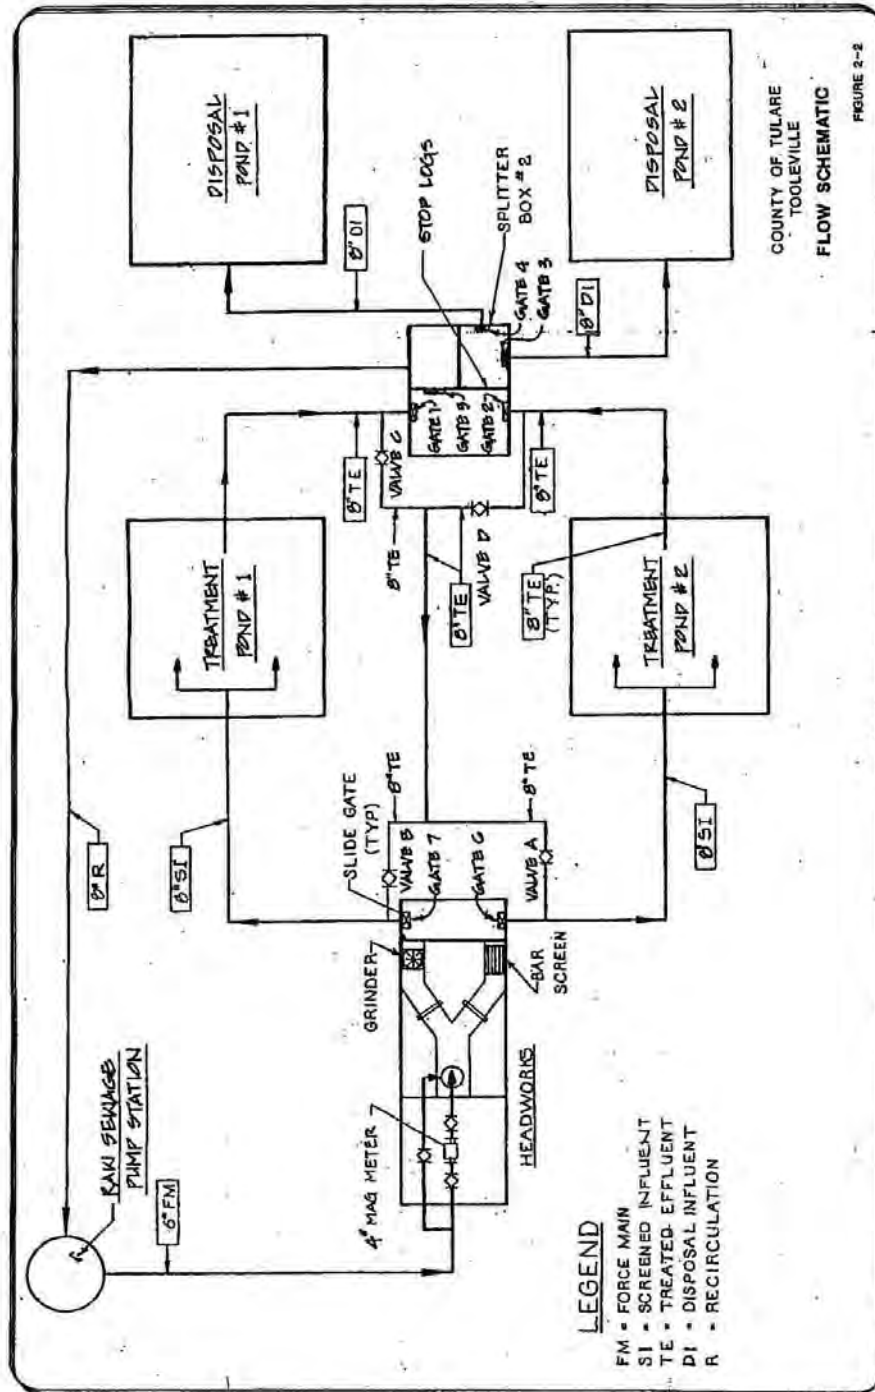 RAW SEWAGE
PUMP STATION
6" FM
8" R
8" SI
TREATMENT
POND #1
8" TE
8" DI
DISPOSAL
POND #1
4" MAG METER
GRINDER
SLIDE GATE
(TYP)
VALVE B
GATE 7
GATE 6
VALVE A
BAR
SCREEN
HEADWORKS
8" TE
8" TE
8" TE
VALVE C
8" TE
VALVE D
8" TE
8" TE
(TYP.)
GATE 1
GATE 5
GATE 2
STOP LOGS
SPLITTER
BOX #2
GATE 4
GATE 3
8" DI
8" SI
TREATMENT
POND #2
DISPOSAL
POND #2
LEGEND
FM = FORCE MAIN
SI = SCREENED INFLUENT
TE = TREATED EFFLUENT
DI = DISPOSAL INFLUENT
R = RECIRCULATION
COUNTY OF TULARE
TOOLEVILLE
FLOW SCHEMATIC
FIGURE 2-2